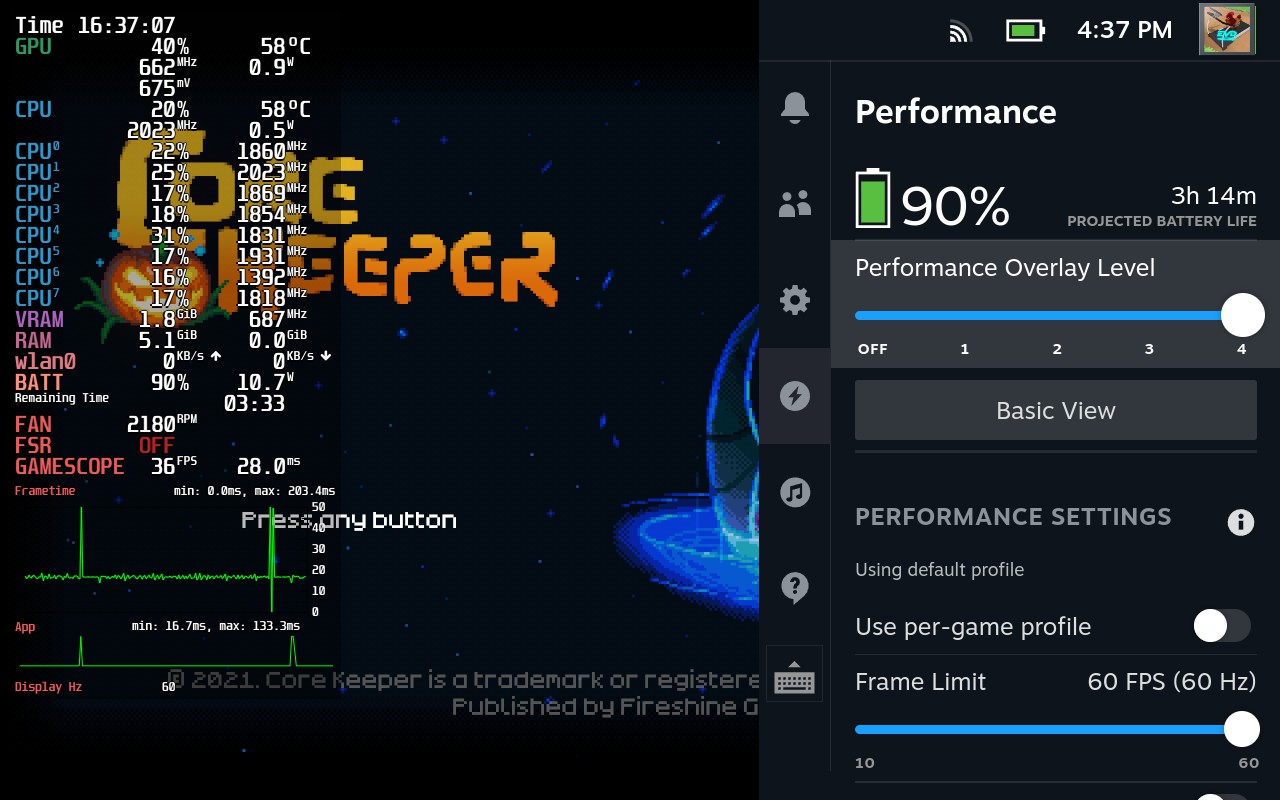 Time 16:37:07
GPU 40% 58°C
662MHz 0.9W
675mV
CPU 20% 58°C
2023MHz 0.5W
CPU0 22% 1860MHz
CPU1 25% 2023MHz
CPU2 17% 1869MHz
CPU3 18% 1854MHz
CPU4 31% 1831MHz
CPU5 17% 1931MHz
CPU6 16% 1392MHz
CPU7 17% 1818MHz
VRAM 1.8GiB 687MHz
RAM 5.1GiB 0.0GiB
wlan0 0KB/s ↑ 0KB/s ↓
BATT 90% 10.7W
Remaining Time 03:33
FAN 2180RPM
FSR OFF
GAMESCOPE 36FPS 28.0ms
Frametime min: 0.0ms, max: 203.4ms
50
40
30
20
10
0
App min: 16.7ms, max: 133.3ms
Display Hz 60
CORE
KEEPER
Press any button
© 2021. Core Keeper is a trademark or registere
Published by Fireshine G
4:37 PM
Performance
90%
3h 14m
PROJECTED BATTERY LIFE
Performance Overlay Level
OFF 1 2 3 4
Basic View
PERFORMANCE SETTINGS
Using default profile
Use per-game profile
Frame Limit 60 FPS (60 Hz)
10 60